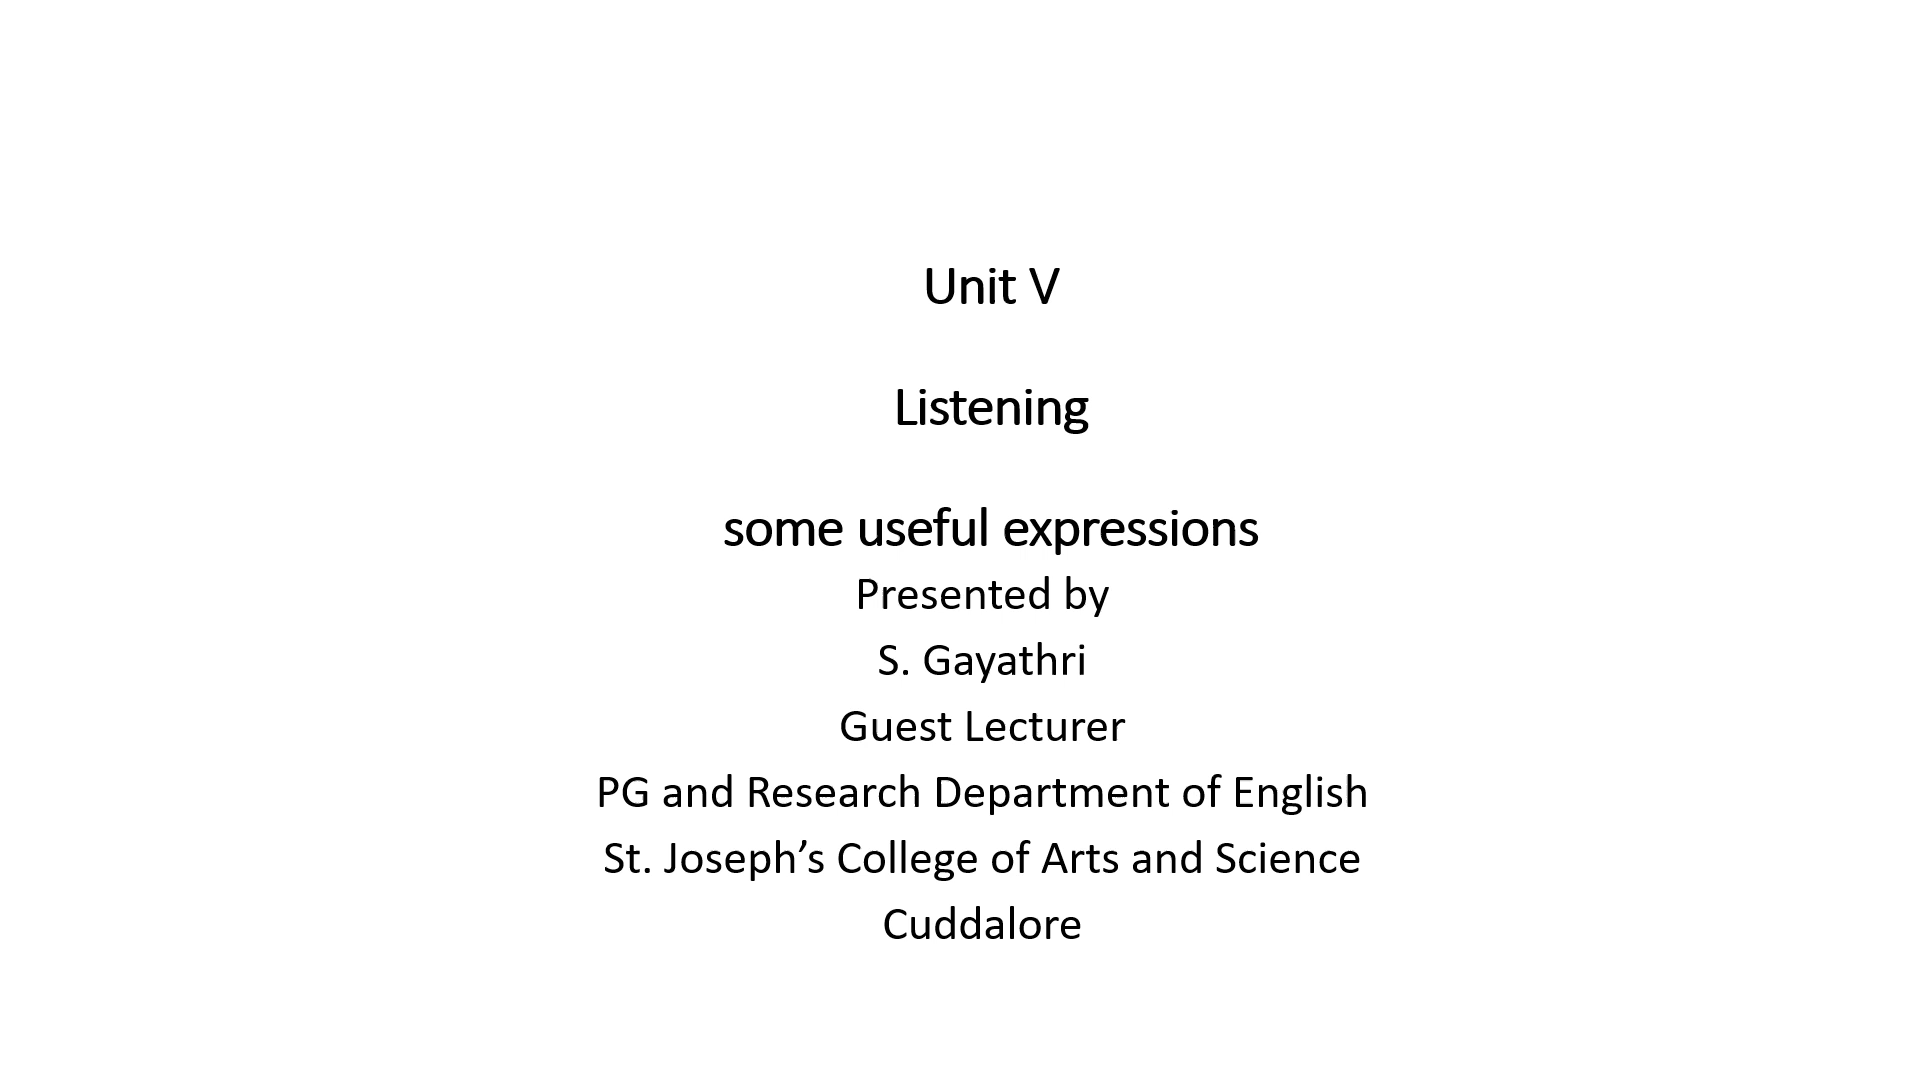 Unit V
Listening
some useful expressions
Presented by
S. Gayathri
Guest Lecturer
PG and Research Department of English
St. Joseph’s College of Arts and Science
Cuddalore